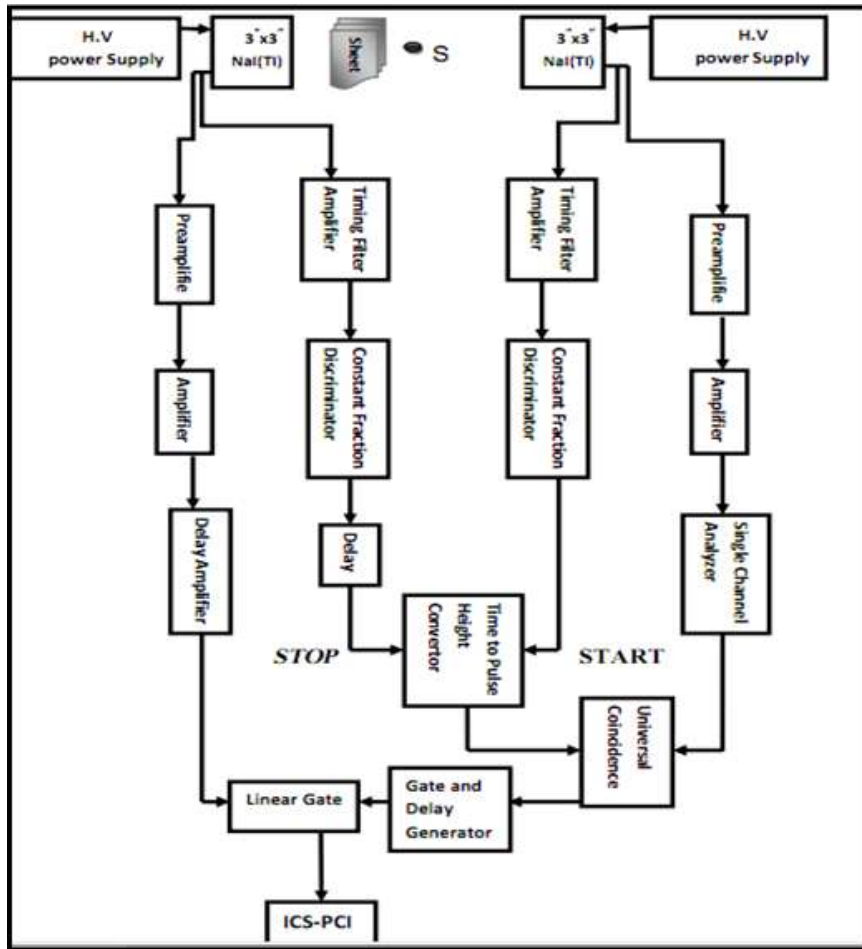 H.V
power Supply
3"x3"
NaI(Tl)
Sheet
S
3"x3"
NaI(Tl)
H.V
power Supply
Preamplifie
Timing Filter
Amplifier
Timing Filter
Amplifier
Preamplifie
Amplifier
Constant Fraction
Discriminator
Constant Fraction
Discriminator
Amplifier
Delay Amplifier
Delay
Single Channel
Analyzer
STOP
Time to Pulse
Height
Convertor
START
Universal
Coincidence
Linear Gate
Gate and
Delay
Generator
ICS-PCI